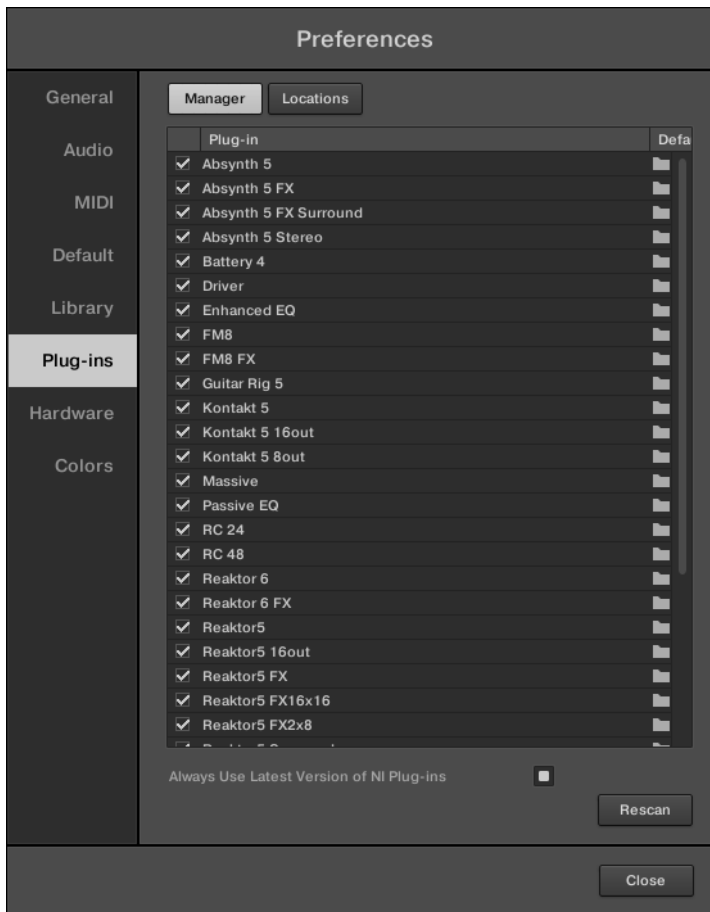 Preferences
General
Audio
MIDI
Default
Library
Plug-ins
Hardware
Colors
Manager Locations
Plug-in Defa
Absynth 5
Absynth 5 FX
Absynth 5 FX Surround
Absynth 5 Stereo
Battery 4
Driver
Enhanced EQ
FM8
FM8 FX
Guitar Rig 5
Kontakt 5
Kontakt 5 16out
Kontakt 5 8out
Massive
Passive EQ
RC 24
RC 48
Reaktor 6
Reaktor 6 FX
Reaktor5
Reaktor5 16out
Reaktor5 FX
Reaktor5 FX16x16
Reaktor5 FX2x8
Always Use Latest Version of NI Plug-ins
Rescan
Close